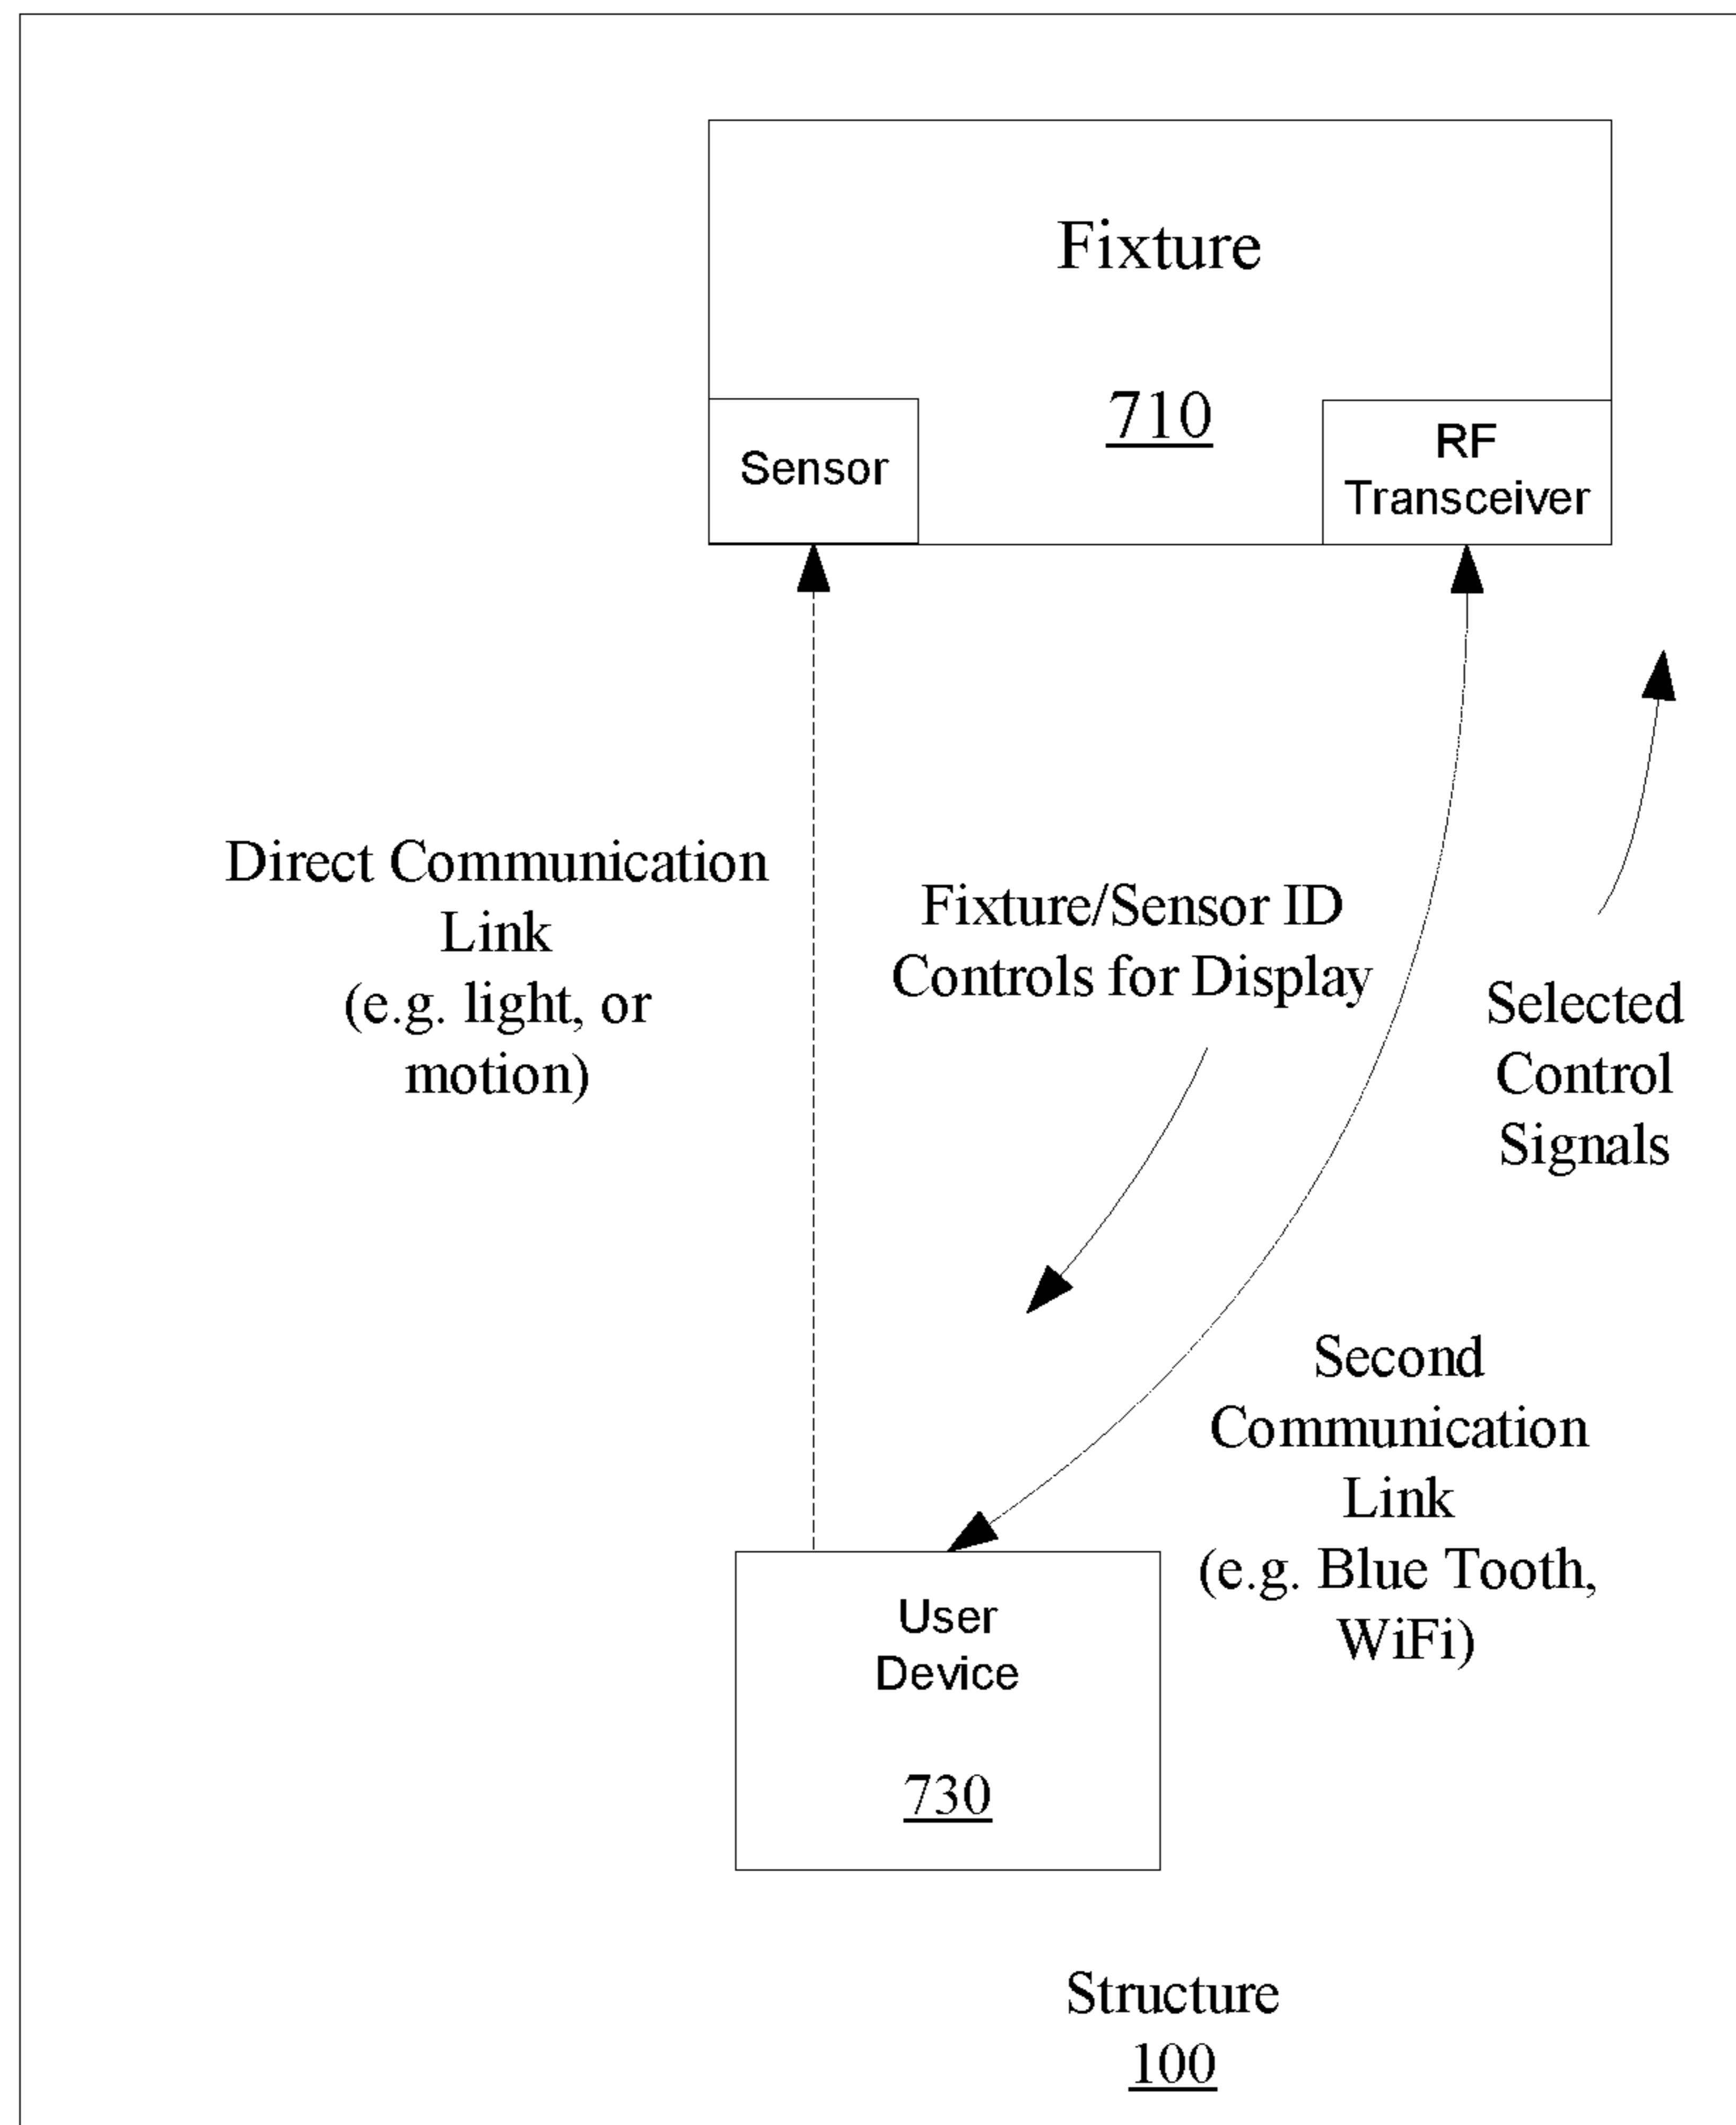 Fixture
710
Sensor
RF
Transceiver
Direct Communication
Link
(e.g. light, or
motion)
Fixture/Sensor ID
Controls for Display
Selected
Control
Signals
Second
Communication
Link
(e.g. Blue Tooth,
WiFi)
User
Device
730
Structure
100